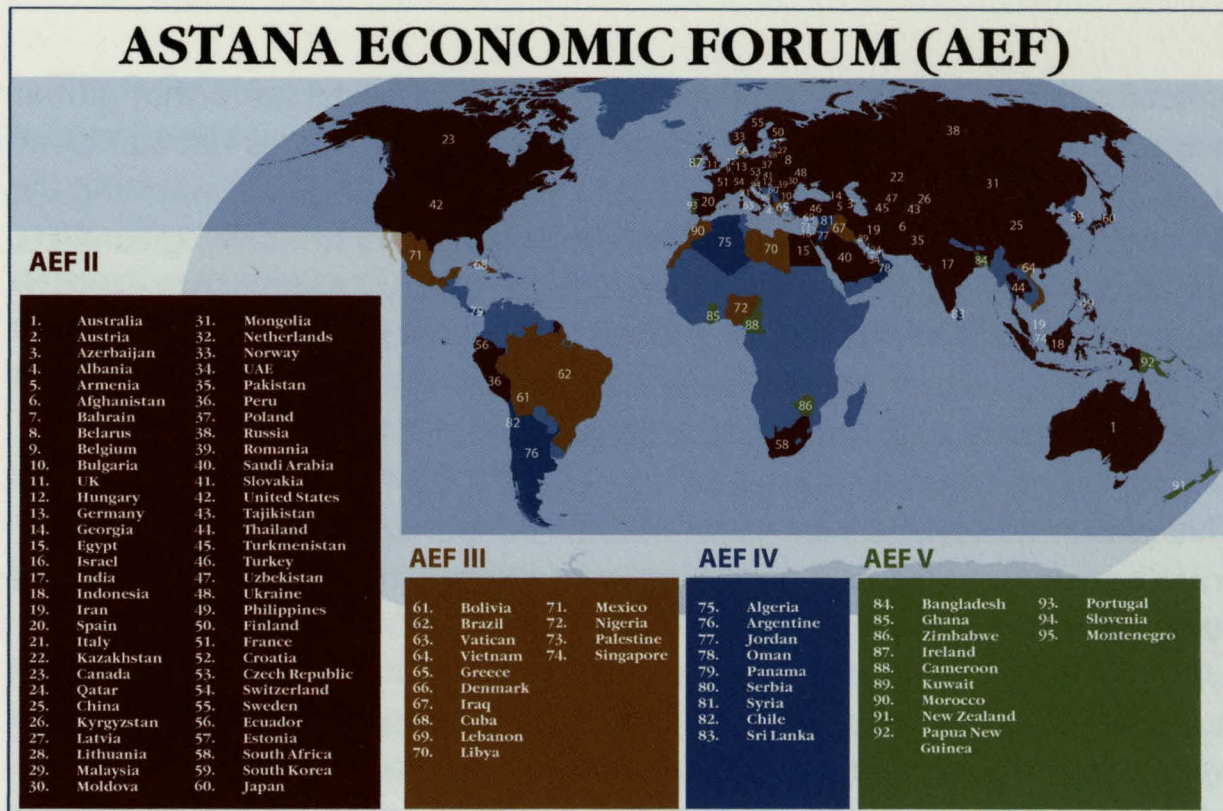 ASTANA ECONOMIC FORUM (AEF)
AEF II
1. Australia
2. Austria
3. Azerbaijan
4. Albania
5. Armenia
6. Afghanistan
7. Bahrain
8. Belarus
9. Belgium
10. Bulgaria
11. UK
12. Hungary
13. Germany
14. Georgia
15. Egypt
16. Israel
17. India
18. Indonesia
19. Iran
20. Spain
21. Italy
22. Kazakhstan
23. Canada
24. Qatar
25. China
26. Kyrgyzstan
27. Latvia
28. Lithuania
29. Malaysia
30. Moldova
31. Mongolia
32. Netherlands
33. Norway
34. UAE
35. Pakistan
36. Peru
37. Poland
38. Russia
39. Romania
40. Saudi Arabia
41. Slovakia
42. United States
43. Tajikistan
44. Thailand
45. Turkmenistan
46. Turkey
47. Uzbekistan
48. Ukraine
49. Philippines
50. Finland
51. France
52. Croatia
53. Czech Republic
54. Switzerland
55. Sweden
56. Ecuador
57. Estonia
58. South Africa
59. South Korea
60. Japan
AEF III
61. Bolivia
62. Brazil
63. Vatican
64. Vietnam
65. Greece
66. Denmark
67. Iraq
68. Cuba
69. Lebanon
70. Libya
71. Mexico
72. Nigeria
73. Palestine
74. Singapore
AEF IV
75. Algeria
76. Argentine
77. Jordan
78. Oman
79. Panama
80. Serbia
81. Syria
82. Chile
83. Sri Lanka
AEF V
84. Bangladesh
85. Ghana
86. Zimbabwe
87. Ireland
88. Cameroon
89. Kuwait
90. Morocco
91. New Zealand
92. Papua New
Guinea
93. Portugal
94. Slovenia
95. Montenegro